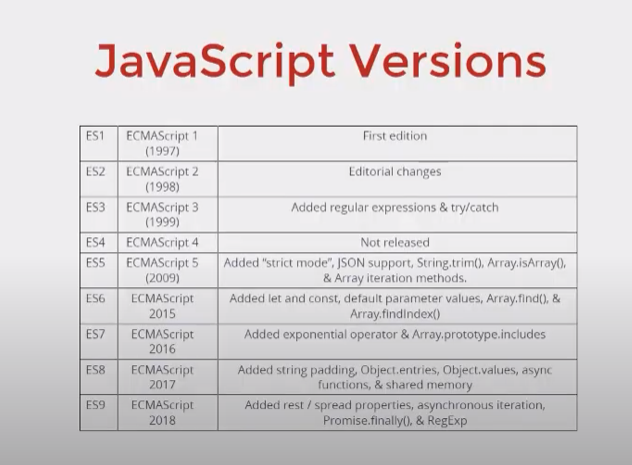 JavaScript Versions
ES1 ECMAScript 1 First edition
(1997)
ES2 ECMAScript 2 Editorial changes
(1998)
ES3 ECMAScript 3 Added regular expressions & try/catch
(1999)
ES4 ECMAScript 4 Not released
ES5 ECMAScript 5 Added "strict mode", JSON support, String.trim(), Array.isArray(),
(2009) & Array iteration methods.
ES6 ECMAScript Added let and const, default parameter values, Array.find(), &
2015 Array.findIndex()
ES7 ECMAScript Added exponential operator & Array.prototype.includes
2016
ES8 ECMAScript Added string padding, Object.entries, Object.values, async
2017 functions, & shared memory
ES9 ECMAScript Added rest / spread properties, asynchronous iteration,
2018 Promise.finally(), & RegExp